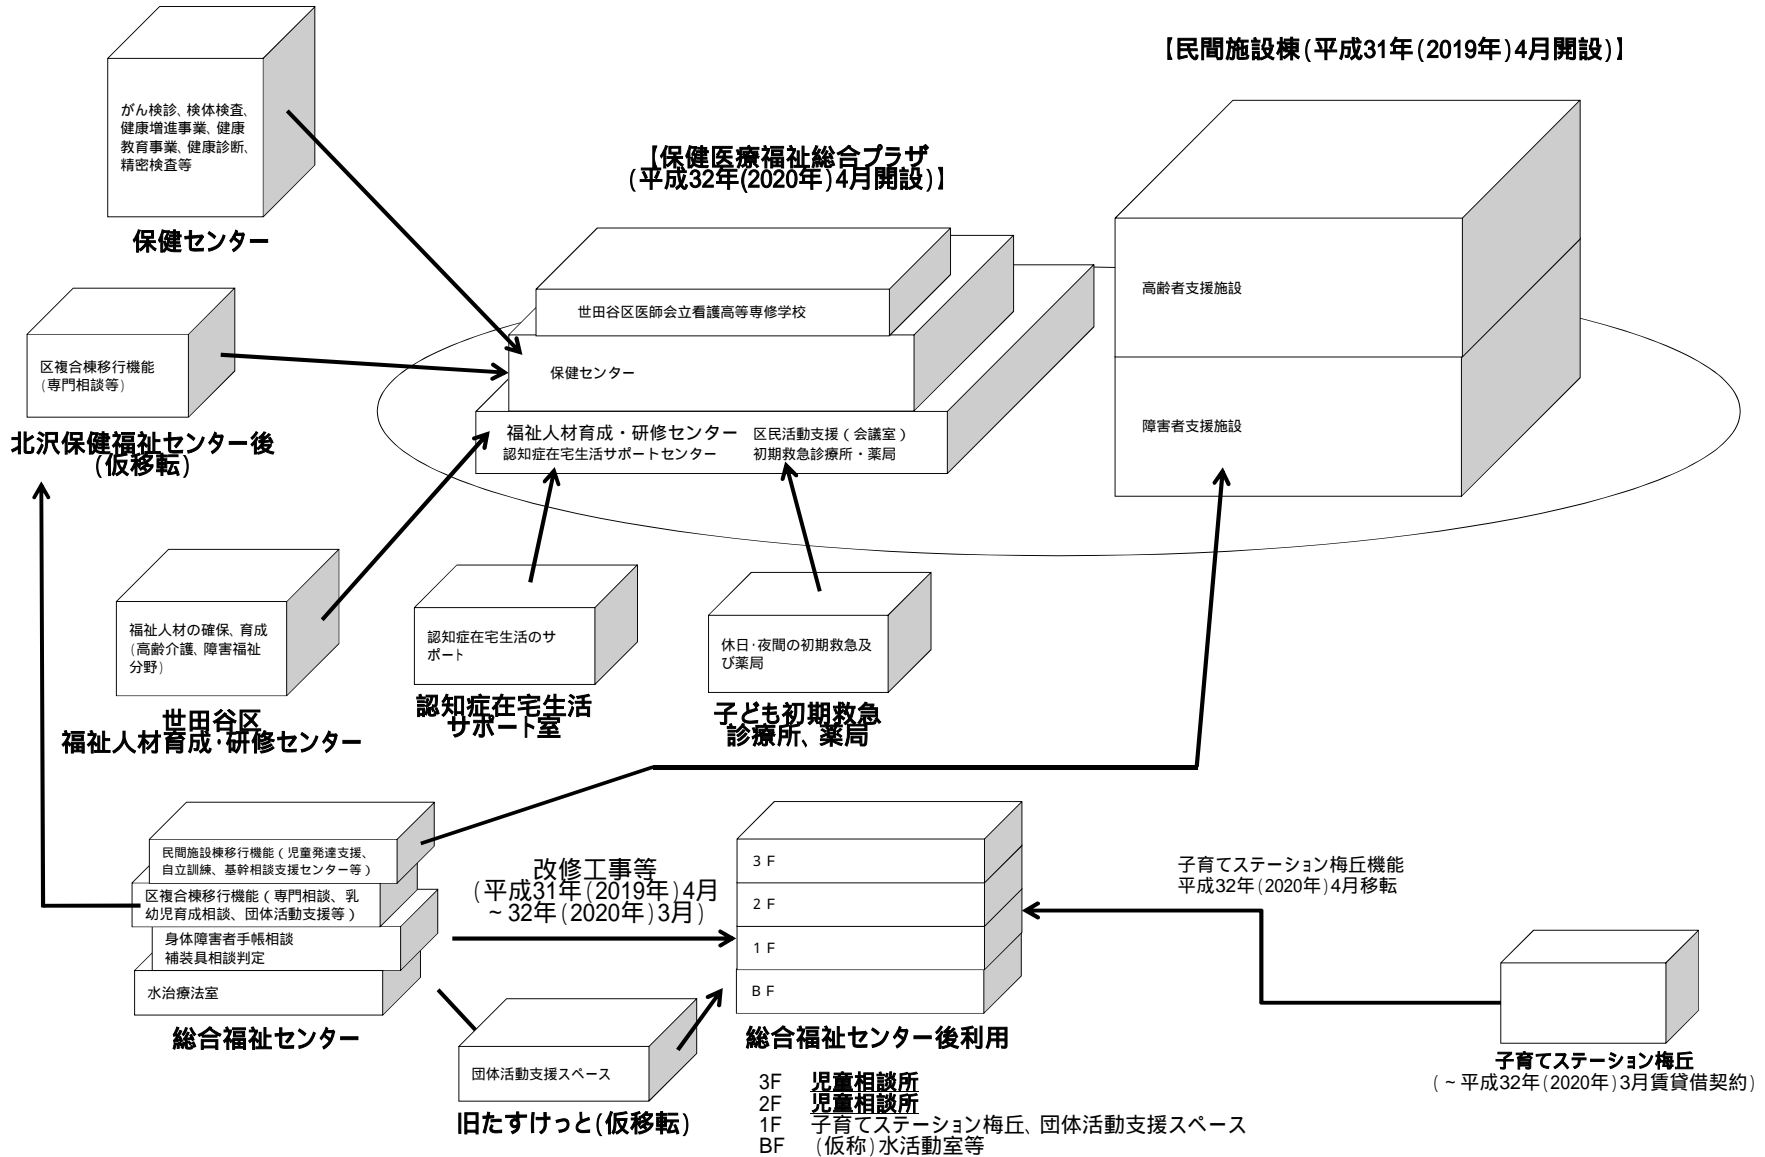 【民間施設棟(平成31年(2019年)4月開設)】
がん検診、検体検査、
健康増進事業、健康
教育事業、健康診断、
精密検査等
保健センター
【保健医療福祉総合プラザ
(平成32年(2020年)4月開設)】
世田谷区医師会立看護高等専修学校
保健センター
福祉人材育成・研修センター
認知症在宅生活サポートセンター
区民活動支援(会議室)
初期救急診療所・薬局
高齢者支援施設
障害者支援施設
区複合棟移行機能
(専門相談等)
北沢保健福祉センター後
(仮移転)
福祉人材の確保、育成
(高齢介護、障害福祉
分野)
世田谷区
福祉人材育成・研修センター
認知症在宅生活のサ
ポート
認知症在宅生活
サポート室
休日・夜間の初期救急及
び薬局
子ども初期救急
診療所、薬局
民間施設棟移行機能(児童発達支援、
自立訓練、基幹相談支援センター等)
区複合棟移行機能(専門相談、乳
幼児育成相談、団体活動支援等)
身体障害者手帳相談
補装具相談判定
水治療法室
総合福祉センター
改修工事等
(平成31年(2019年)4月
~32年(2020年)3月)
団体活動支援スペース
旧たすけっと(仮移転)
3F
2F
1F
BF
総合福祉センター後利用
3F 児童相談所
2F 児童相談所
1F 子育てステーション梅丘、団体活動支援スペース
BF (仮称)水活動室等
子育てステーション梅丘機能
平成32年(2020年)4月移転
子育てステーション梅丘
(~平成32年(2020年)3月賃貸借契約)